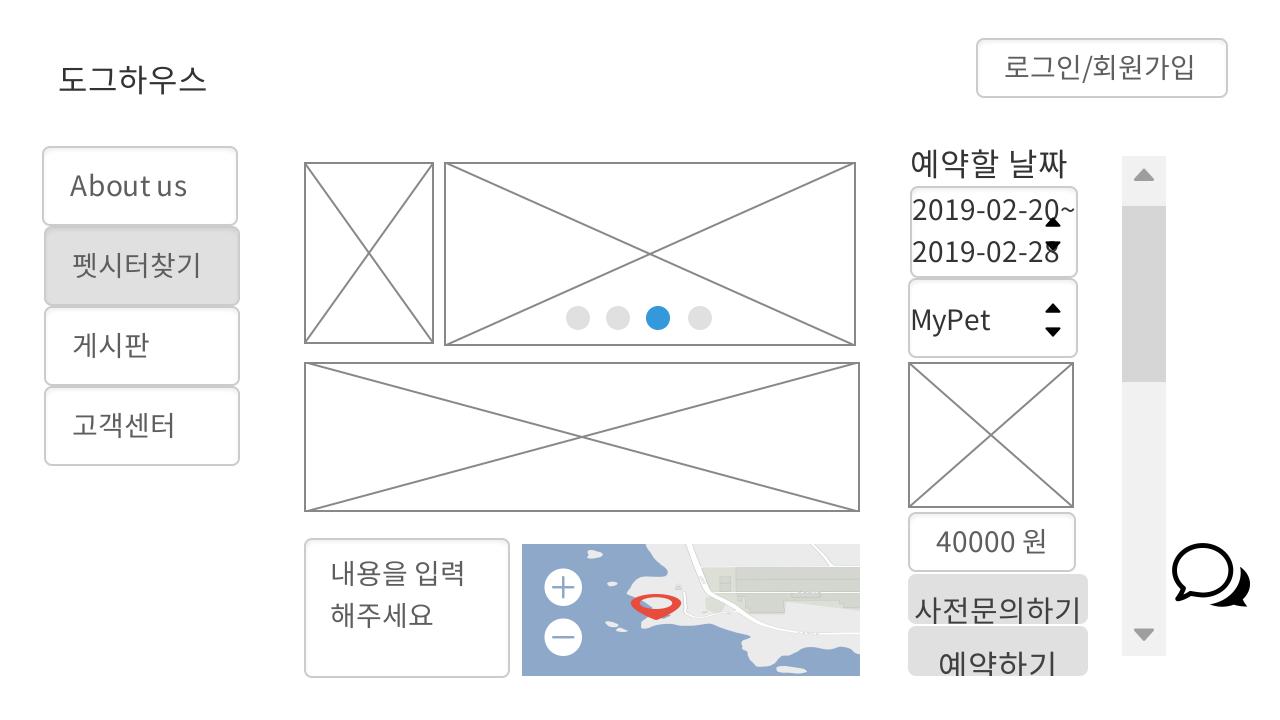 도그하우스
로그인/회원가입
About us
펫시터찾기
게시판
고객센터
예약할 날짜
2019-02-20~
2019-02-28
MyPet
40000 원
사전문의하기
예약하기
내용을 입력
해주세요